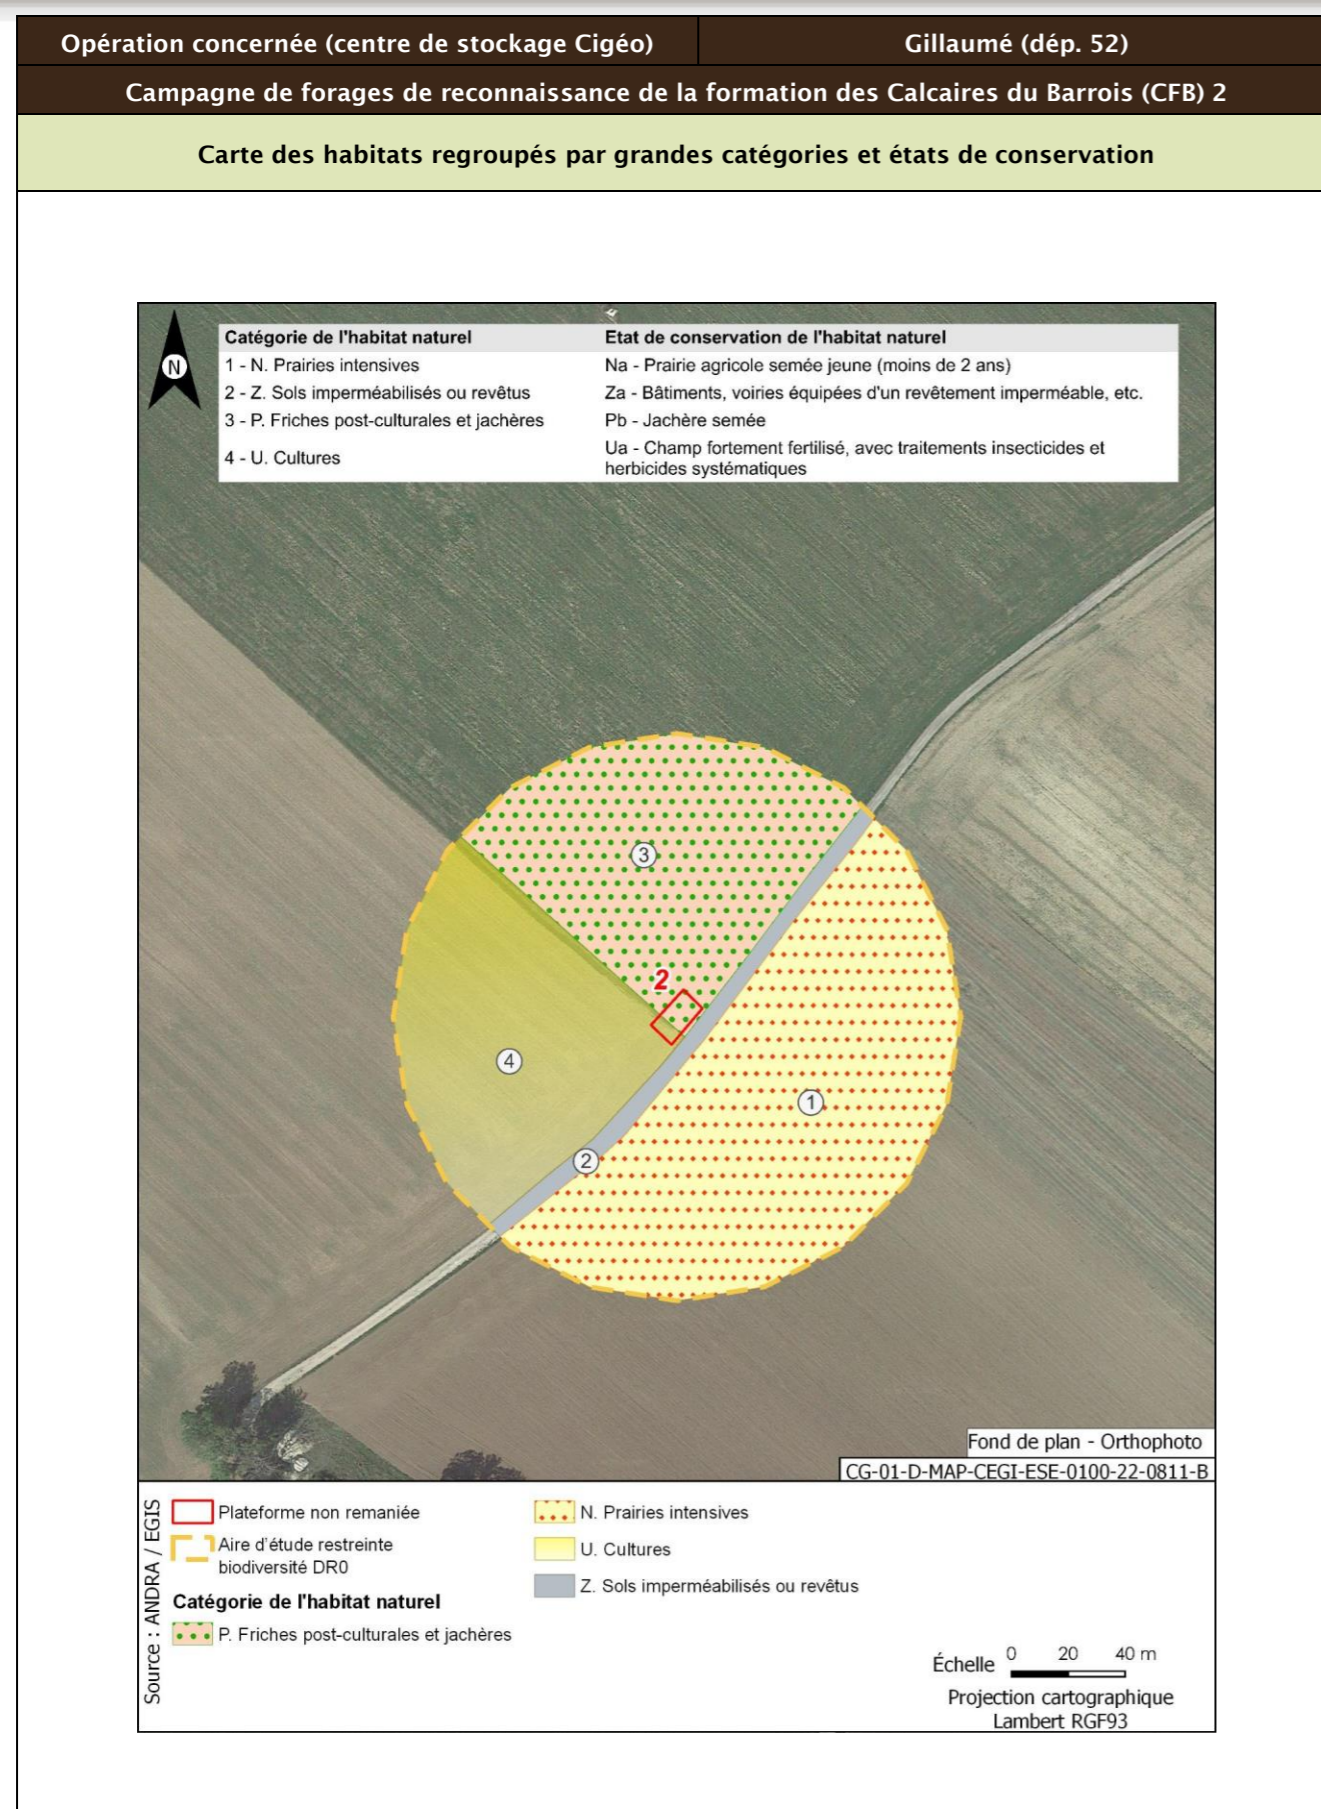 Opération concernée (centre de stockage Cigéo)
Gillaumé (dép. 52)
Campagne de forages de reconnaissance de la formation des Calcaires du Barrois (CFB) 2
Carte des habitats regroupés par grandes catégories et états de conservation
N
Catégorie de l'habitat naturel
Etat de conservation de l'habitat naturel
1 - N. Prairies intensives
Na - Prairie agricole semée jeune (moins de 2 ans)
2 - Z. Sols imperméabilisés ou revêtus
Za - Bâtiments, voiries équipées d'un revêtement imperméable, etc.
3 - P. Friches post-culturales et jachères
Pb - Jachère semée
4 - U. Cultures
Ua - Champ fortement fertilisé, avec traitements insecticides et
herbicides systématiques
3
2
4
1
2
Fond de plan - Orthophoto
CG-01-D-MAP-CEGI-ESE-0100-22-0811-B
Source : ANDRA / EGIS
Plateforme non remaniée
Aire d'étude restreinte
biodiversité DR0
Catégorie de l'habitat naturel
P. Friches post-culturales et jachères
N. Prairies intensives
U. Cultures
Z. Sols imperméabilisés ou revêtus
Échelle 0 20 40 m
Projection cartographique
Lambert RGF93